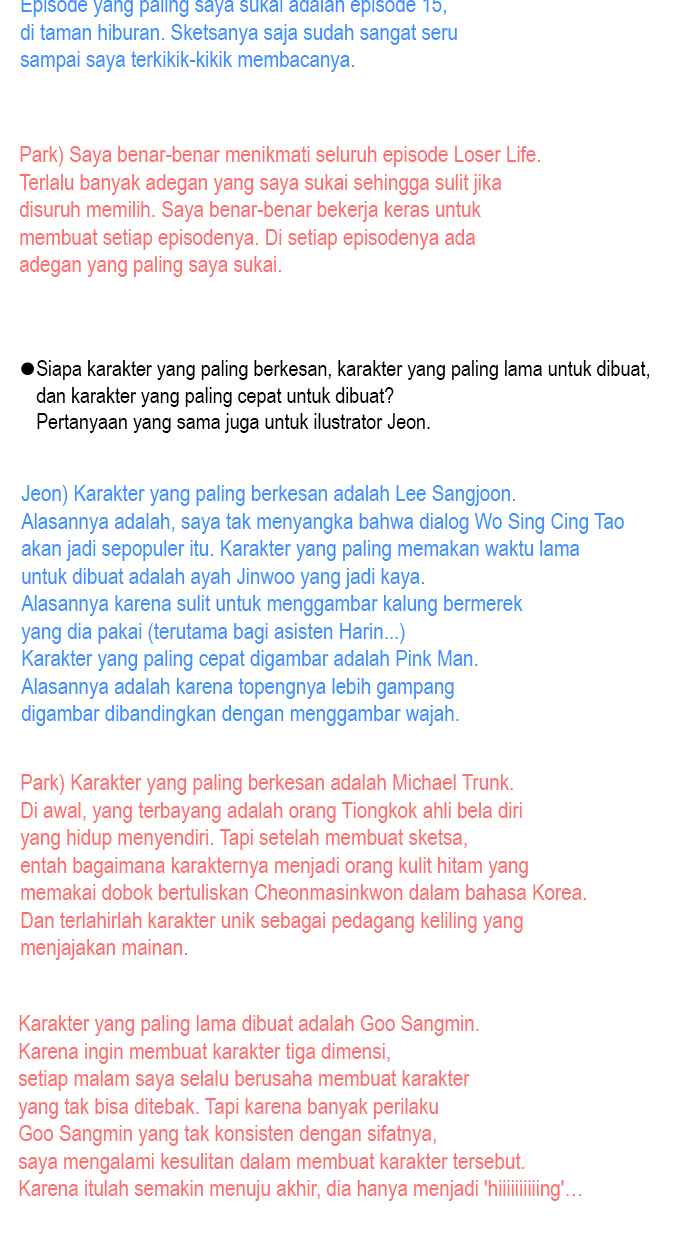 Episode yang paling saya sukai adalah episode 15,
di taman hiburan. Sketsanya saja sudah sangat seru
sampai saya terkikik-kikik membacanya.
Park) Saya benar-benar menikmati seluruh episode Loser Life.
Terlalu banyak adegan yang saya sukai sehingga sulit jika
disuruh memilih. Saya benar-benar bekerja keras untuk
membuat setiap episodenya. Di setiap episodenya ada
adegan yang paling saya sukai.
●Siapa karakter yang paling berkesan, karakter yang paling lama untuk dibuat,
dan karakter yang paling cepat untuk dibuat?
Pertanyaan yang sama juga untuk ilustrator Jeon.
Jeon) Karakter yang paling berkesan adalah Lee Sangjoon.
Alasannya adalah, saya tak menyangka bahwa dialog Wo Sing Cing Tao
akan jadi sepopuler itu. Karakter yang paling memakan waktu lama
untuk dibuat adalah ayah Jinwoo yang jadi kaya.
Alasannya karena sulit untuk menggambar kalung bermerek
yang dia pakai (terutama bagi asisten Harin...)
Karakter yang paling cepat digambar adalah Pink Man.
Alasannya adalah karena topengnya lebih gampang
digambar dibandingkan dengan menggambar wajah.
Park) Karakter yang paling berkesan adalah Michael Trunk.
Di awal, yang terbayang adalah orang Tiongkok ahli bela diri
yang hidup menyendiri. Tapi setelah membuat sketsa,
entah bagaimana karakternya menjadi orang kulit hitam yang
memakai dobok bertuliskan Cheonmasinkwon dalam bahasa Korea.
Dan terlahirlah karakter unik sebagai pedagang keliling yang
menjajakan mainan.
Karakter yang paling lama dibuat adalah Goo Sangmin.
Karena ingin membuat karakter tiga dimensi,
setiap malam saya selalu berusaha membuat karakter
yang tak bisa ditebak. Tapi karena banyak perilaku
Goo Sangmin yang tak konsisten dengan sifatnya,
saya mengalami kesulitan dalam membuat karakter tersebut.
Karena itulah semakin menuju akhir, dia hanya menjadi 'hiiiiiiiiiing'...